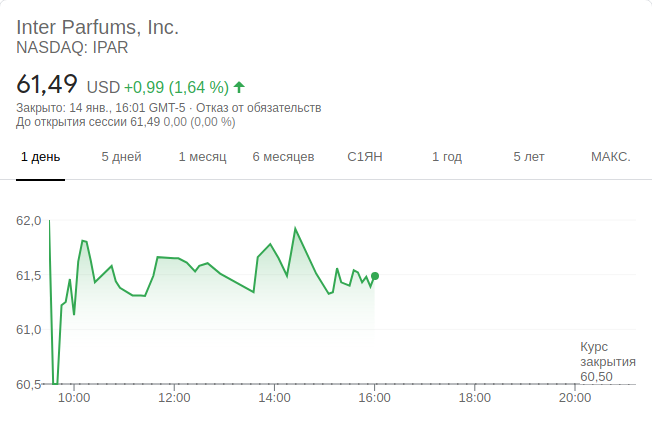 Inter Parfums, Inc.
NASDAQ: IPAR
61,49 USD +0,99 (1,64 %)
Закрыто: 14 янв., 16:01 GMT-5 · Отказ от обязательств
До открытия сессии 61,49 0,00 (0,00 %)
1 день 5 дней 1 месяц 6 месяцев С1ЯН 1 год 5 лет МАКС.
62,0
61,5
61,0
Курс
закрытия
60,50
60,5
10:00 12:00 14:00 16:00 18:00 20:00